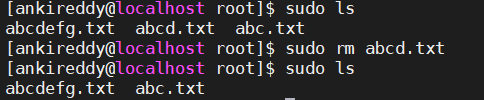 [ankireddy@localhost root]$ sudo ls
abcdefg.txt  abcd.txt  abc.txt
[ankireddy@localhost root]$ sudo rm abcd.txt
[ankireddy@localhost root]$ sudo ls
abcdefg.txt  abc.txt